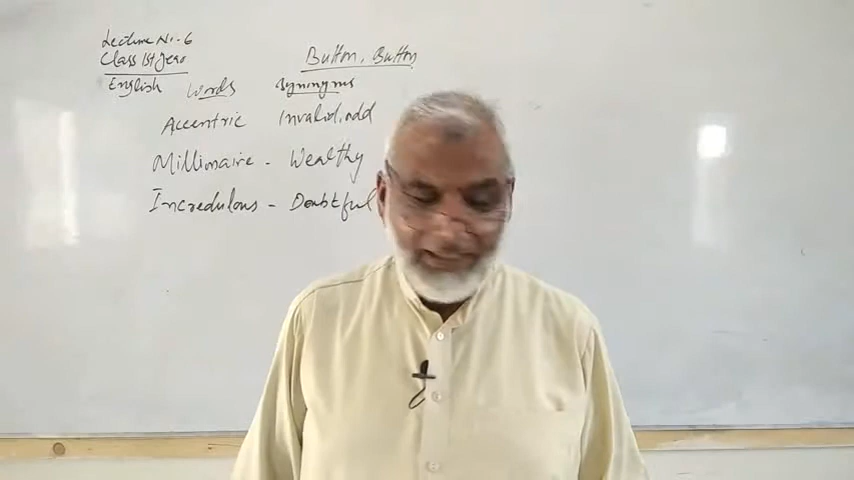 Lecture No-6
Class 1st year
Button, Button
English Words Synonyms
Accentric Invalid, odd
Millionaire - Wealthy
Incredulous - Doubtful